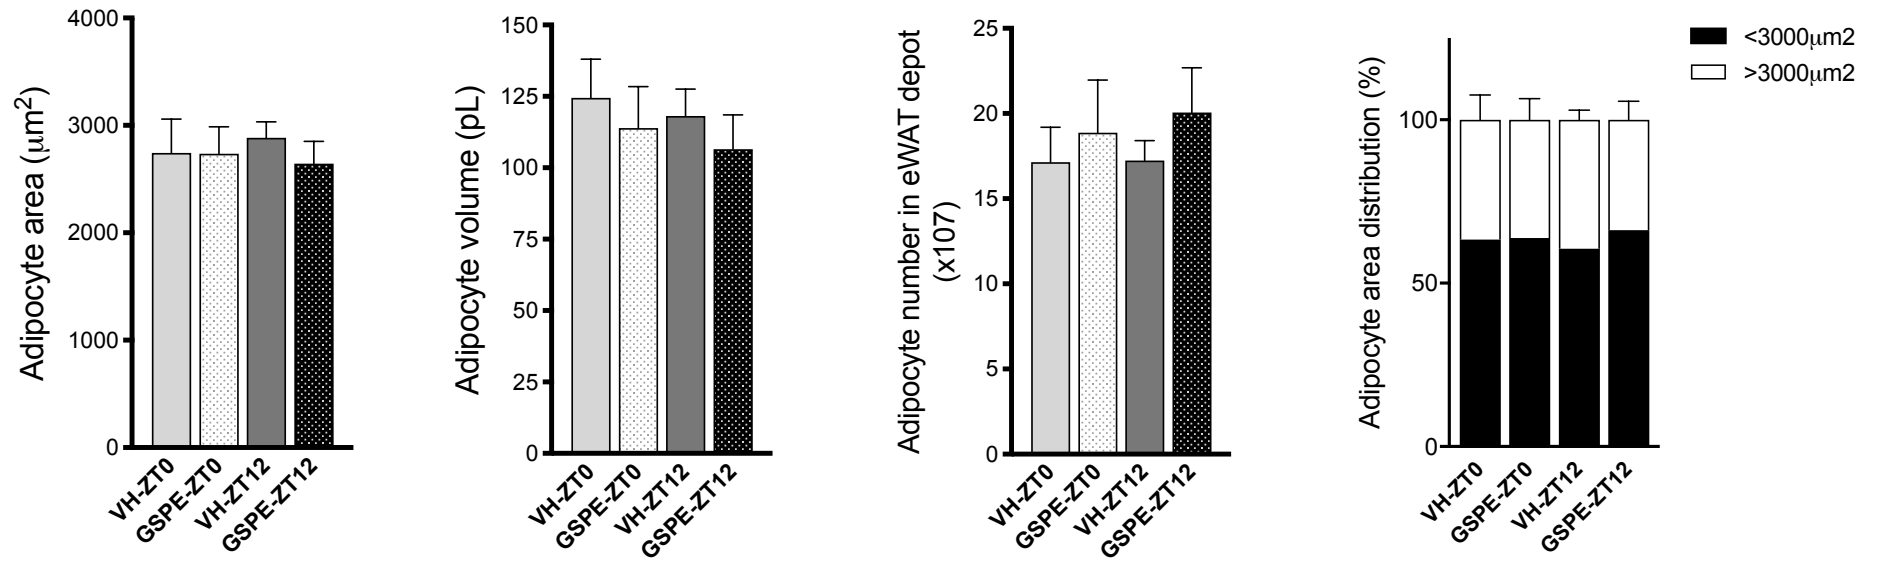 Adipocyte area (μm2)
4000
3000
2000
1000
0
VH-ZT0
GSPE-ZT0
VH-ZT12
GSPE-ZT12
Adipocyte volume (pL)
150
125
100
75
50
25
0
VH-ZT0
GSPE-ZT0
VH-ZT12
GSPE-ZT12
Adipocyte number in eWAT depot
(x107)
25
20
15
10
5
0
VH-ZT0
GSPE-ZT0
VH-ZT12
GSPE-ZT12
Adipocyte area distribution (%)
100
50
0
VH-ZT0
GSPE-ZT0
VH-ZT12
GSPE-ZT12
<3000μm2
>3000μm2